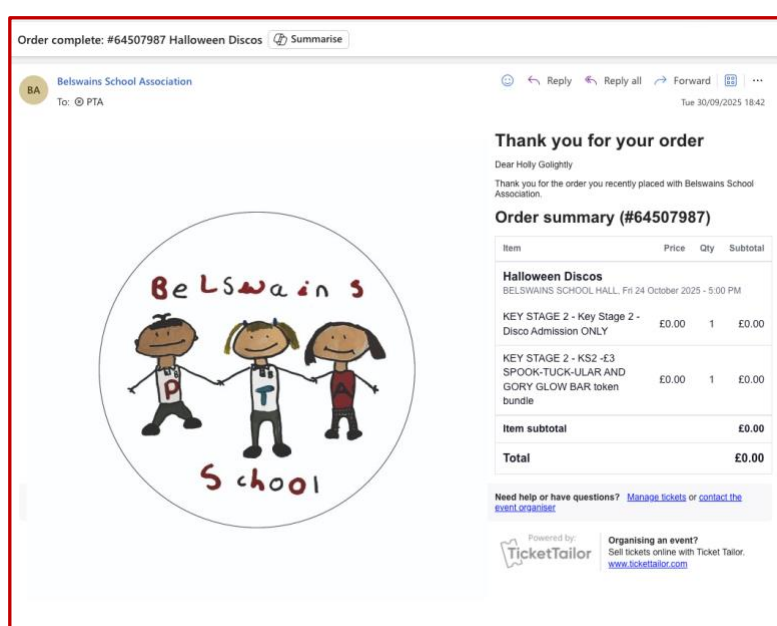 Order complete: #64507987 Halloween Discos Summarise
BA
Belswains School Association
To: PTA
Reply Reply all Forward
Tue 30/09/2025 18:42
BeLSwainS
P T A
School
Thank you for your order
Dear Holly Golightly
Thank you for the order you recently placed with Belswains School
Association.
Order summary (#64507987)
Item Price Qty Subtotal
Halloween Discos
BELSWAINS SCHOOL HALL, Fri 24 October 2025 - 5:00 PM
KEY STAGE 2 - Key Stage 2 -
Disco Admission ONLY
£0.00 1 £0.00
KEY STAGE 2 - KS2 -£3
SPOOK-TUCK-ULAR AND
GORY GLOW BAR token
bundle
£0.00 1 £0.00
Item subtotal £0.00
Total £0.00
Need help or have questions? Manage tickets or contact the
event organiser
Powered by:
TicketTailor
Organising an event?
Sell tickets online with Ticket Tailor.
www.tickettailor.com